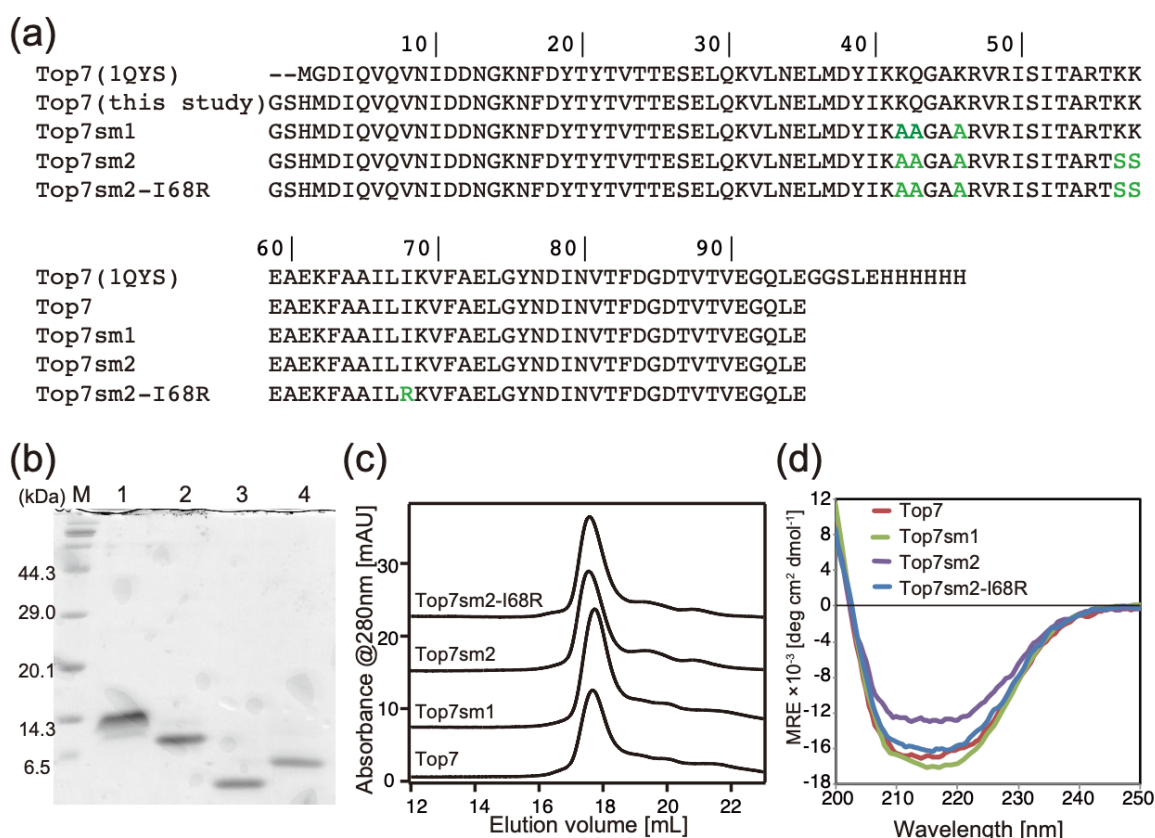 (a)
10| 20| 30| 40| 50|
Top7(1QYS) --MGDIQVQVNIDDNGKNFDYTYTVTTESELQKVLNELMDYIKKQGAKRVRISITARTKK
Top7(this study)GSHMDIQVQVNIDDNGKNFDYTYTVTTESELQKVLNELMDYIKKQGAKRVRISITARTKK
Top7sm1 GSHMDIQVQVNIDDNGKNFDYTYTVTTESELQKVLNELMDYIKAAGAARVRISITARTKK
Top7sm2 GSHMDIQVQVNIDDNGKNFDYTYTVTTESELQKVLNELMDYIKAAGAARVRISITARTSS
Top7sm2-I68R GSHMDIQVQVNIDDNGKNFDYTYTVTTESELQKVLNELMDYIKAAGAARVRISITARTSS
60| 70| 80| 90|
Top7(1QYS) EAEKFAAILIKVFAELGYNDINVTFDGDTVTVEGQLEGGSLEHHHHHH
Top7 EAEKFAAILIKVFAELGYNDINVTFDGDTVTVEGQLE
Top7sm1 EAEKFAAILIKVFAELGYNDINVTFDGDTVTVEGQLE
Top7sm2 EAEKFAAILIKVFAELGYNDINVTFDGDTVTVEGQLE
Top7sm2-I68R EAEKFAAILRKVFAELGYNDINVTFDGDTVTVEGQLE
(b)
(kDa) M 1 2 3 4
44.3
29.0
20.1
14.3
6.5
(c)
Absorbance @280nm [mAU]
30
20
10
0
Top7sm2-I68R
Top7sm2
Top7sm1
Top7
12 14 16 18 20 22
Elution volume [mL]
(d)
MRE ×10⁻³ [deg cm² dmol⁻¹]
12
8
4
0
-4
-8
-12
-16
-18
Top7
Top7sm1
Top7sm2
Top7sm2-I68R
200 210 220 230 240 250
Wavelength [nm]